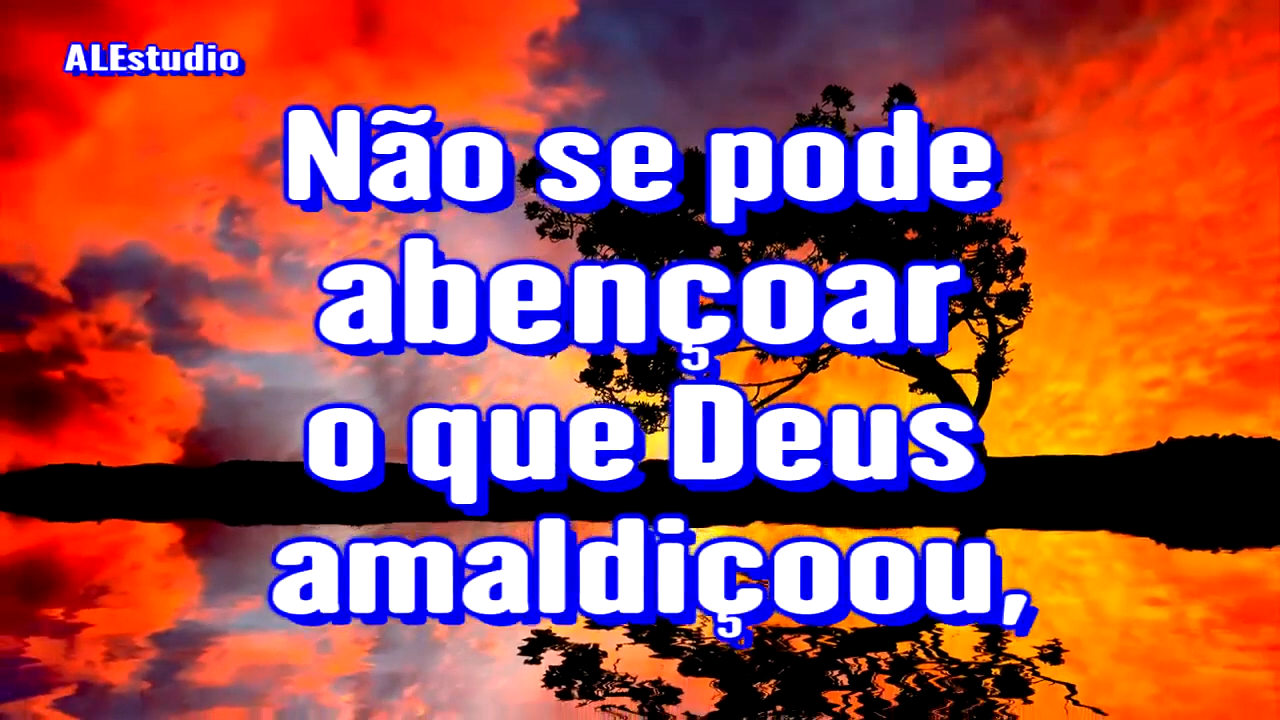 ALEstudio
Não se pode
abençoar
o que Deus
amaldiçoou,